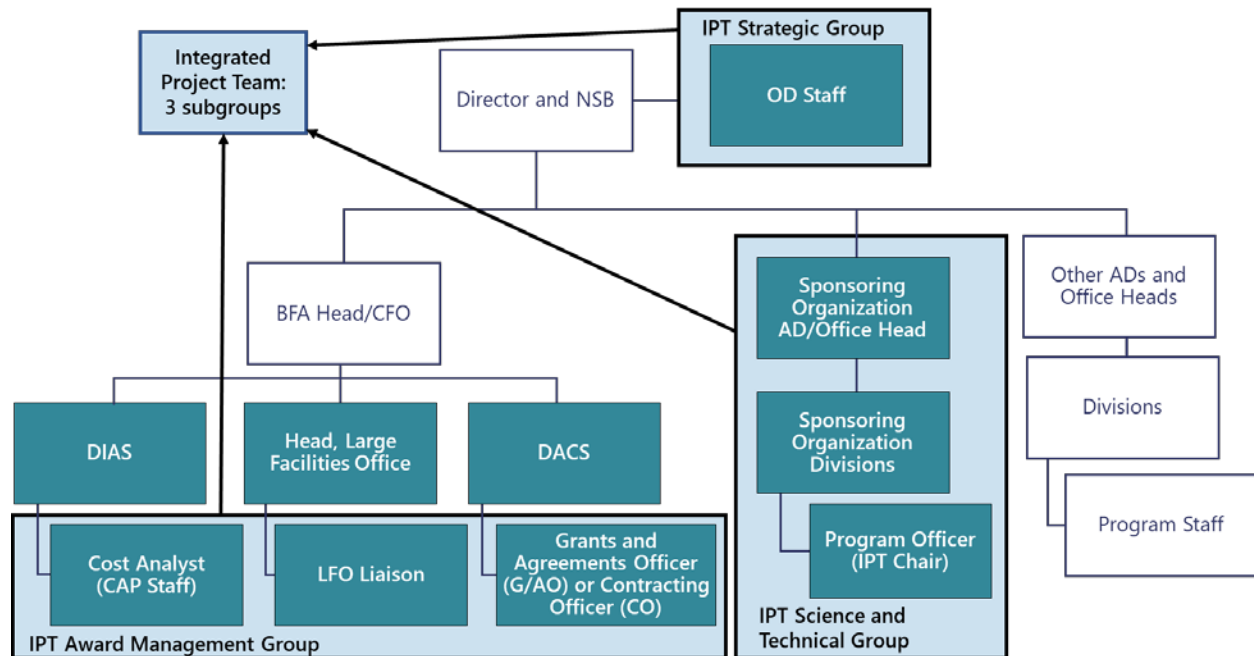 IPT Strategic Group
Integrated
Project Team:
3 subgroups
Director and NSB
OD Staff
BFA Head/CFO
Sponsoring
Organization
AD/Office Head
Other ADs and
Office Heads
DIAS
Head, Large
Facilities Office
DACS
Sponsoring
Organization
Divisions
Divisions
Cost Analyst
(CAP Staff)
LFO Liaison
Grants and
Agreements Officer
(G/AO) or Contracting
Officer (CO)
Program Officer
(IPT Chair)
Program Staff
IPT Award Management Group
IPT Science and
Technical Group